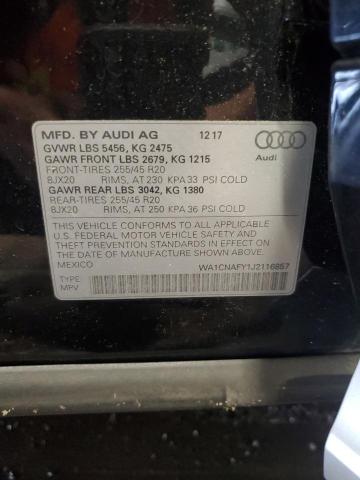 MFD. BY AUDI AG 12 17
GVWR LBS 5456, KG 2475
GAWR FRONT LBS 2679, KG 1215
FRONT-TIRES 255/45 R20
8JX20 RIMS, AT 230 KPA 33 PSI COLD
GAWR REAR LBS 3042, KG 1380
REAR-TIRES 255/45 R20
8JX20 RIMS, AT 250 KPA 36 PSI COLD
Audi
THIS VEHICLE CONFORMS TO ALL APPLICABLE
U.S. FEDERAL MOTOR VEHICLE SAFETY AND
THEFT PREVENTION STANDARDS IN EFFECT ON
THE DATE OF MANUFACTURE SHOWN ABOVE.
WA1CNAFY1J2116857
TYPE:
MPV